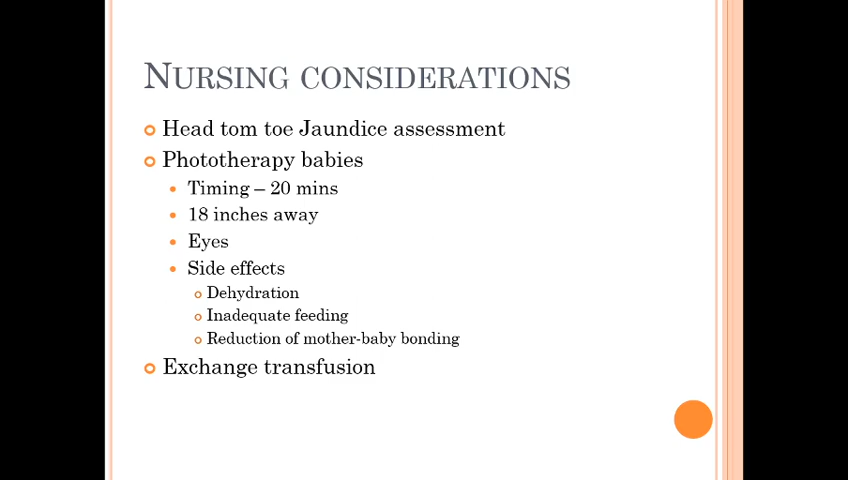 NURSING CONSIDERATIONS
Head tom toe Jaundice assessment
Phototherapy babies
Timing – 20 mins
18 inches away
Eyes
Side effects
Dehydration
Inadequate feeding
Reduction of mother-baby bonding
Exchange transfusion